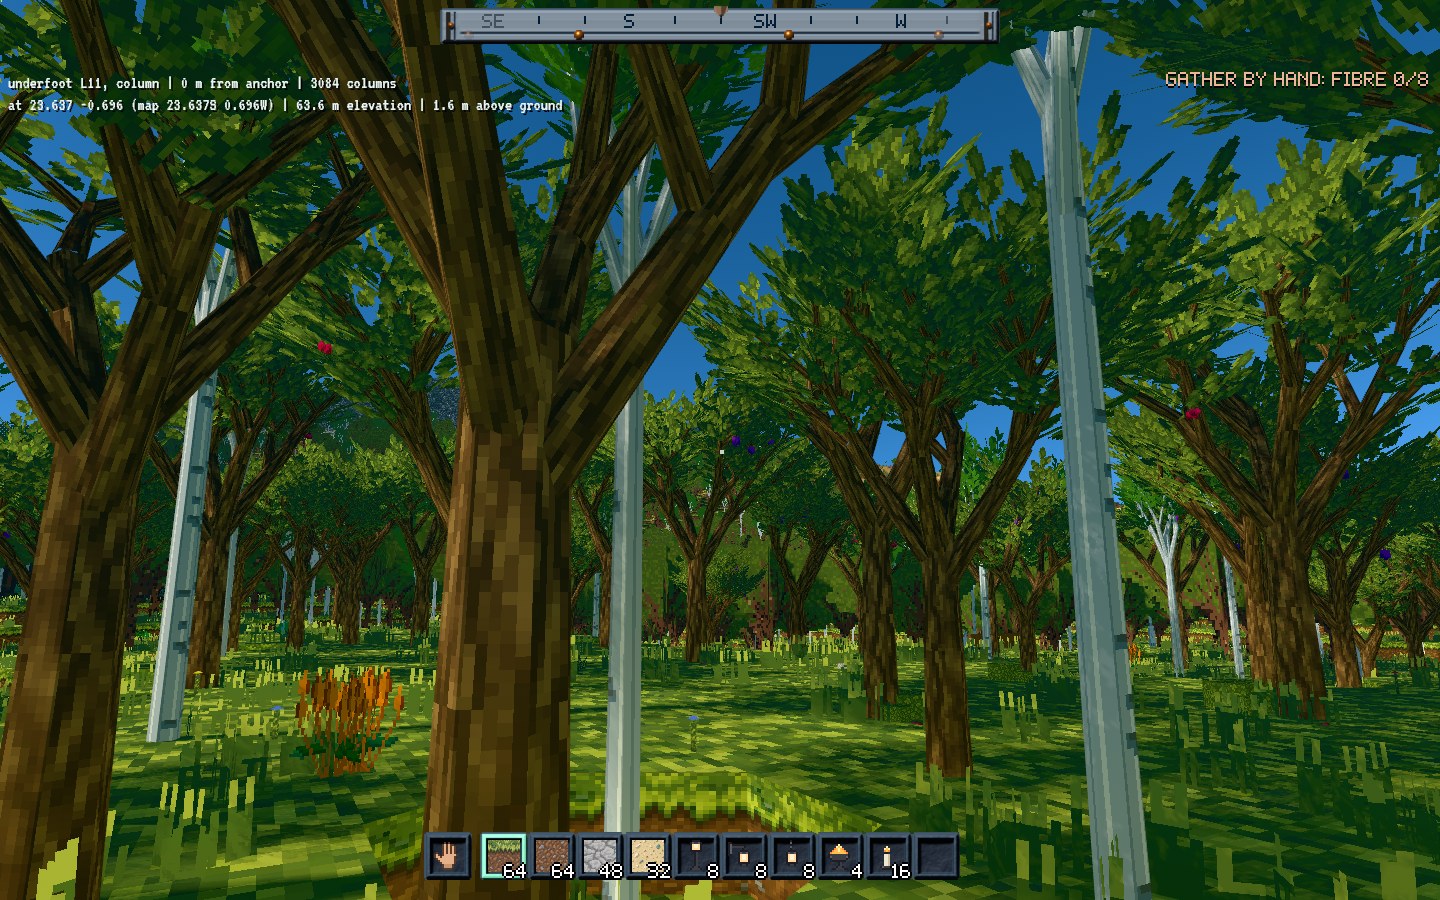 SE S SW W
underfoot L11, column | 0 m from anchor | 3084 columns
GATHER BY HAND: FIBRE 0/8
at 23.637 -0.696 (map 23.637S 0.696W) | 63.6 m elevation | 1.6 m above ground
64 64 48 32 8 8 8 4 16